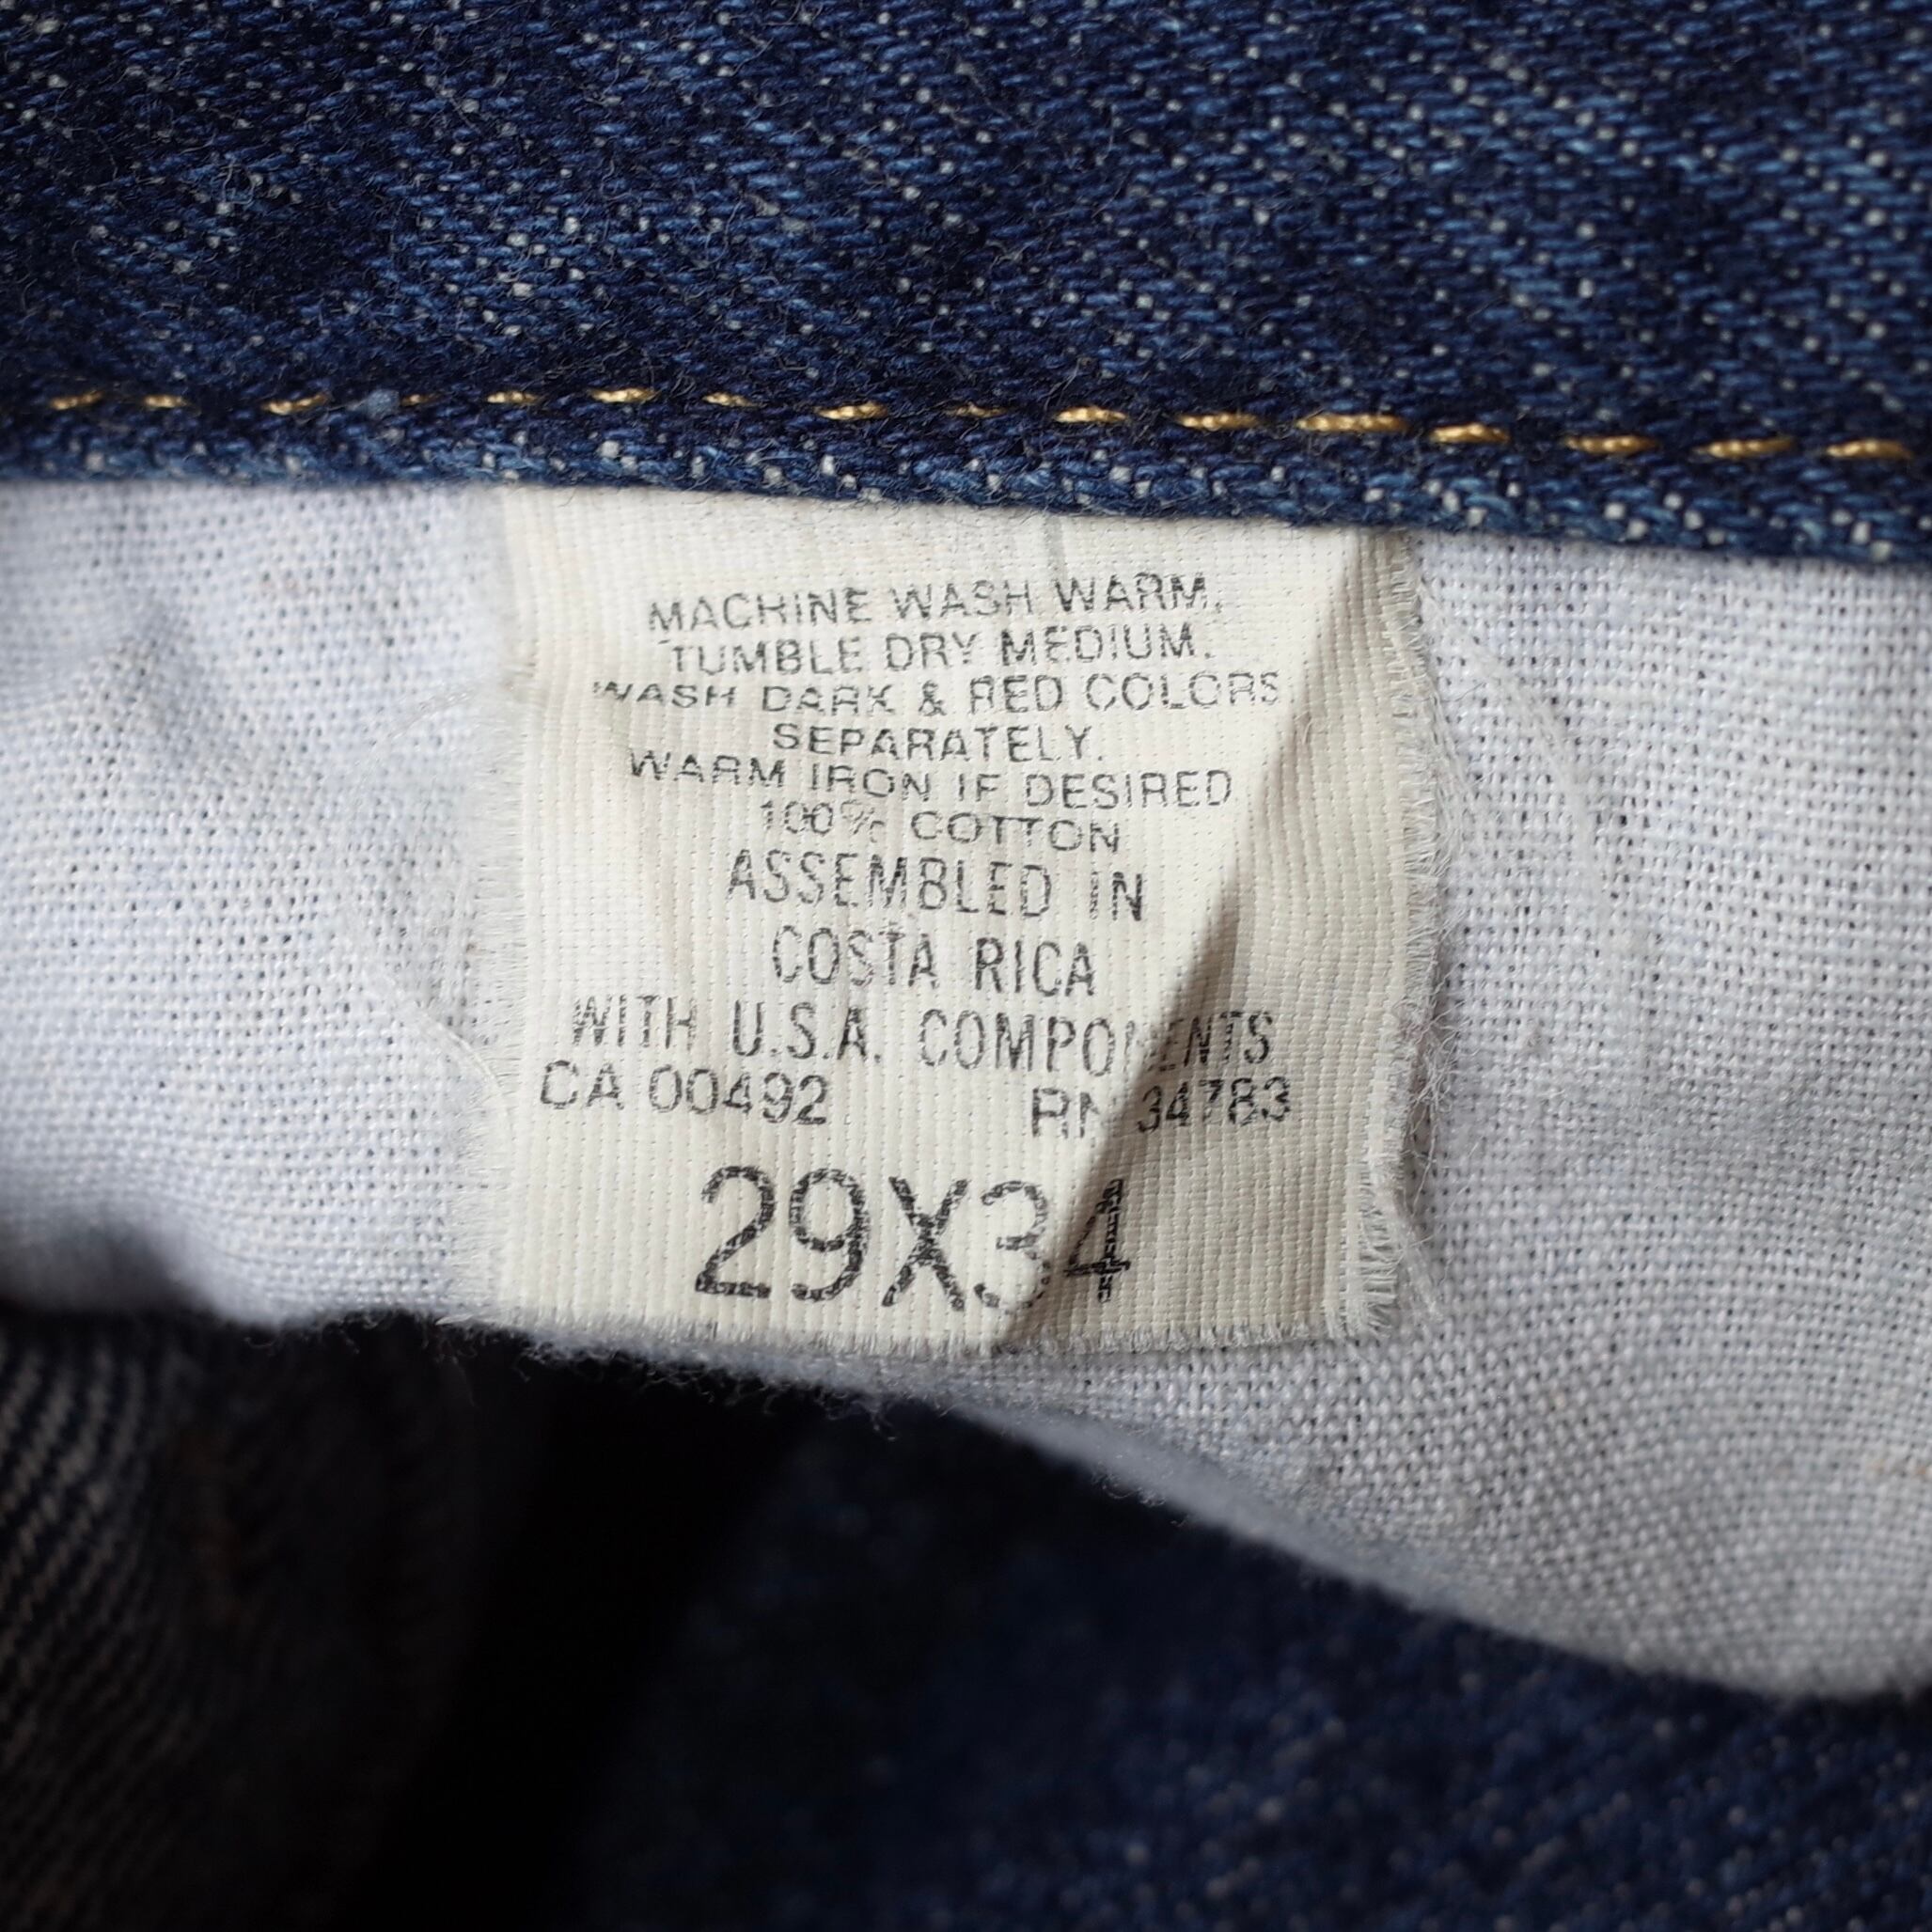 MACHINE WASH WARM.
TUMBLE DRY MEDIUM.
WASH DARK & RED COLORS
SEPARATELY.
WARM IRON IF DESIRED
100% COTTON
ASSEMBLED IN
COSTA RICA
WITH U.S.A. COMPONENTS
CA 00492 RN 34783
29X34